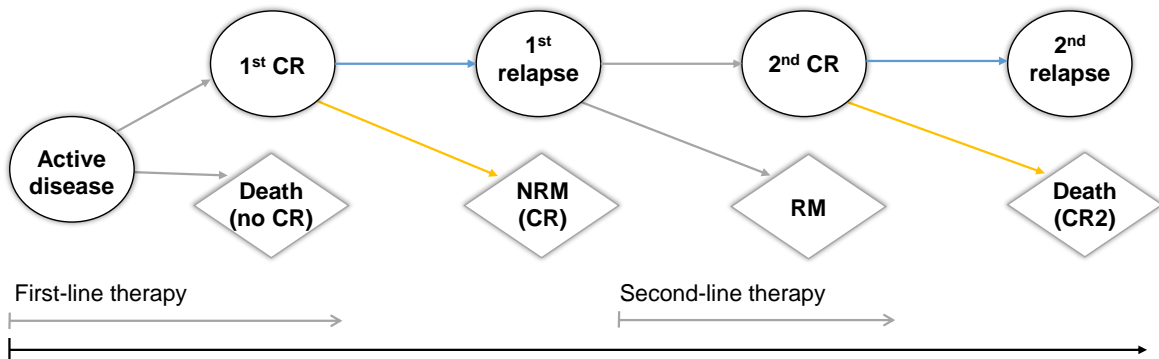 1st CR
1st
relapse
2nd CR
2nd
relapse
Active
disease
Death
(no CR)
NRM
(CR)
RM
Death
(CR2)
First-line therapy
Second-line therapy